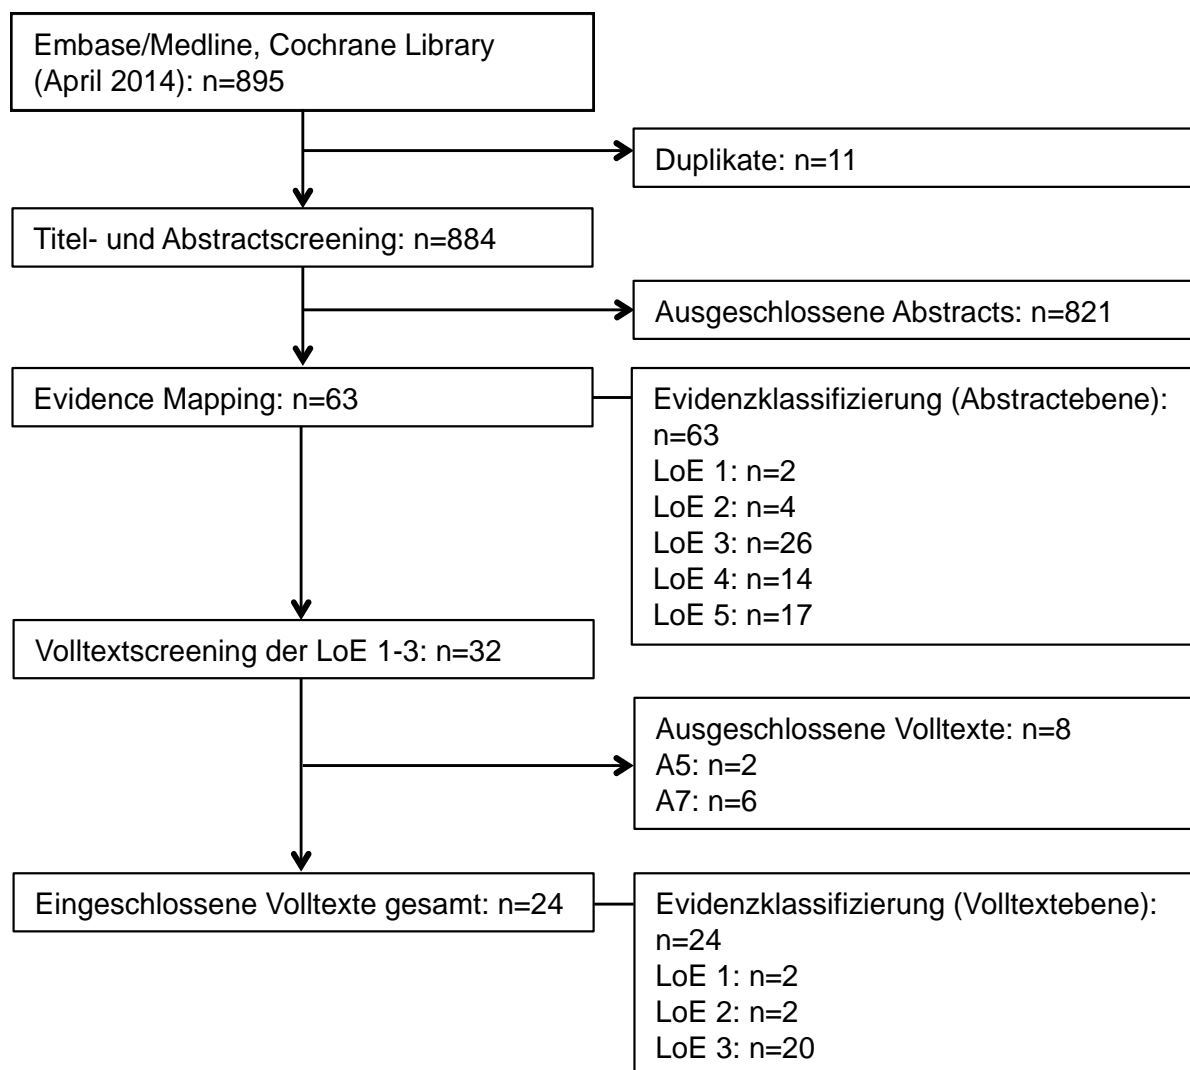 Embase/Medline, Cochrane Library
(April 2014): n=895
Duplikate: n=11
Titel- und Abstractscreening: n=884
Ausgeschlossene Abstracts: n=821
Evidence Mapping: n=63
Evidenzklassifizierung (Abstractebene):
n=63
LoE 1: n=2
LoE 2: n=4
LoE 3: n=26
LoE 4: n=14
LoE 5: n=17
Volltextscreening der LoE 1-3: n=32
Ausgeschlossene Volltexte: n=8
A5: n=2
A7: n=6
Eingeschlossene Volltexte gesamt: n=24
Evidenzklassifizierung (Volltextebene):
n=24
LoE 1: n=2
LoE 2: n=2
LoE 3: n=20